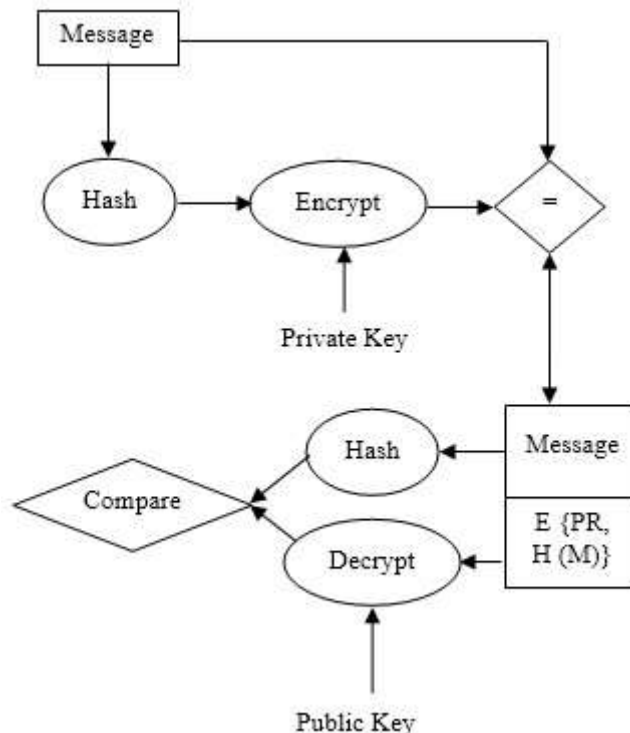 Message
Hash
Encrypt
=
Private Key
Hash
Message
Compare
E {PR,
H (M)}
Decrypt
Public Key